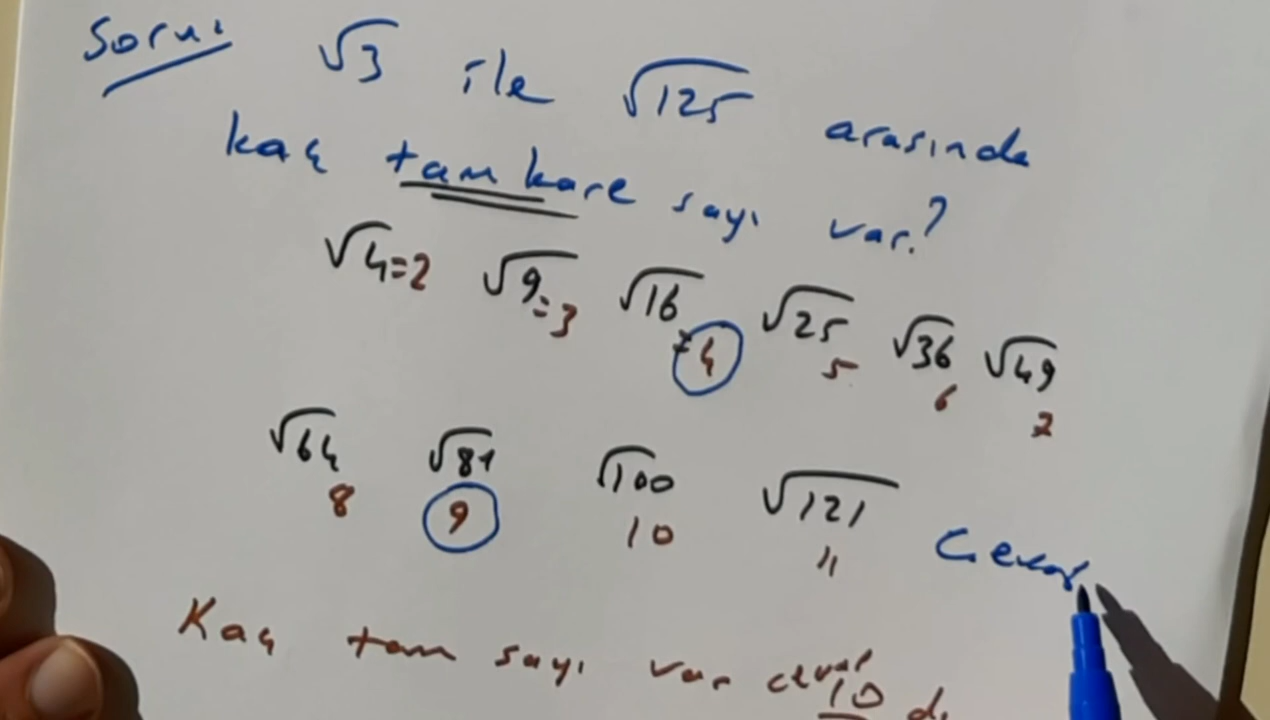 Soru:
√3 ile √125 arasında
kaç tam kare sayı var?
√4=2 √9=3 √16=4 √25 √36 √49
5 6 7
√64 √81 √100 √121
8 9 10 11
Cevap
Kaç tam sayı var cevap
10 dı